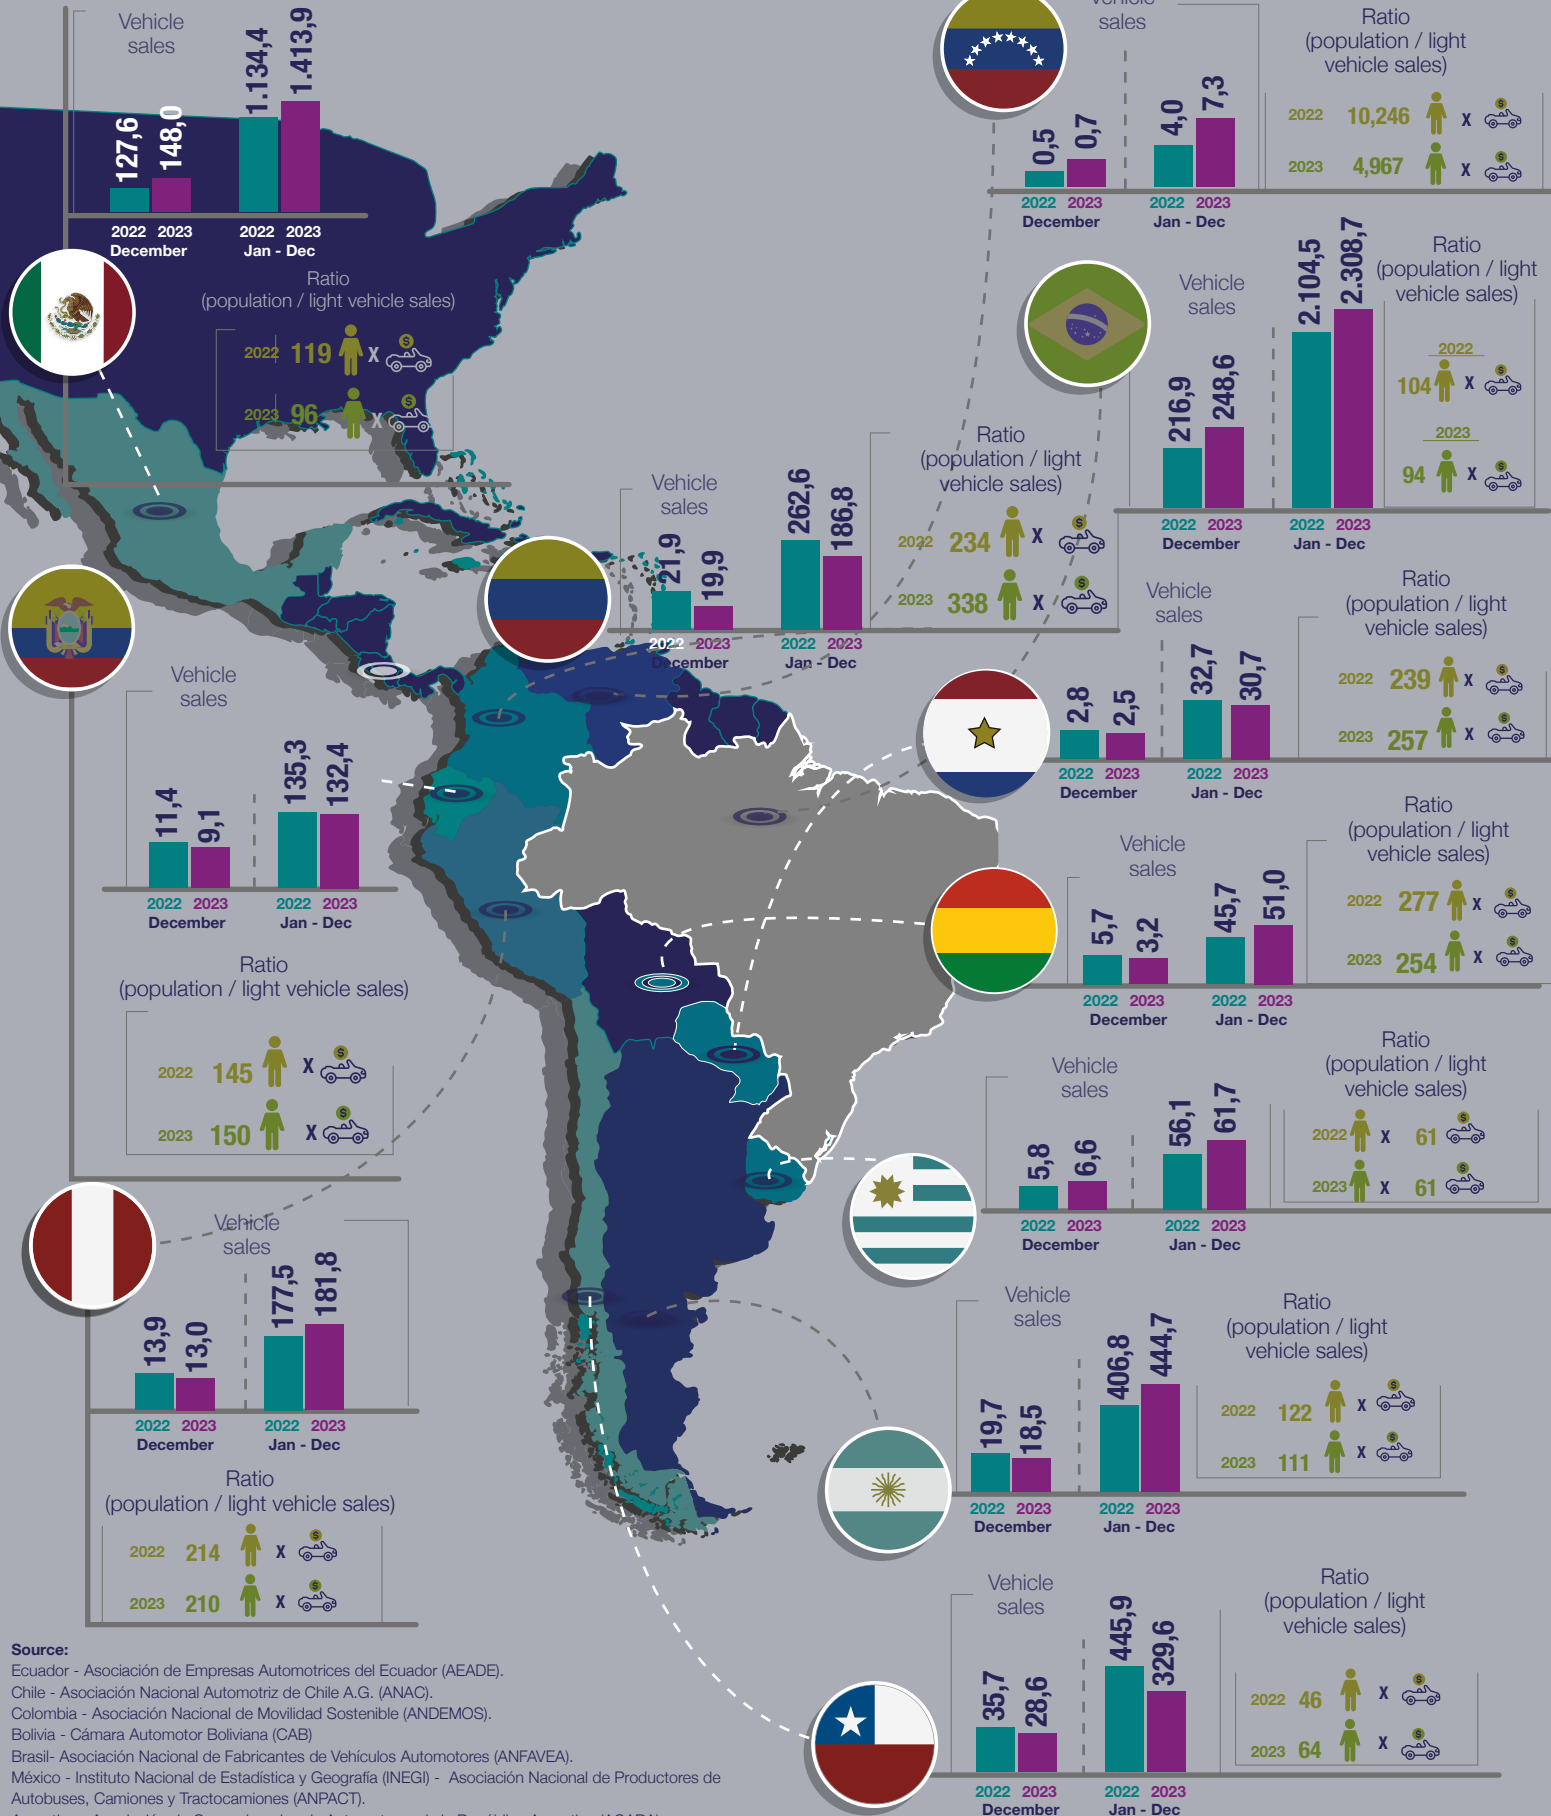 Vehicle
sales
127,6
148,0
1.134,4
1.413,9
2022 2023
December
2022 2023
Jan - Dec
Ratio
(population / light vehicle sales)
2022 119 X $
2023 96 X $
Vehicle
sales
0,5
0,7
4,0
7,3
2022 2023
December
2022 2023
Jan - Dec
Ratio
(population / light
vehicle sales)
2022 10,246 X $
2023 4,967 X $
Vehicle
sales
216,9
248,6
2.104,5
2.308,7
2022 2023
December
2022 2023
Jan - Dec
Ratio
(population / light
vehicle sales)
2022
104 X $
2023
94 X $
Vehicle
sales
21,9
19,9
262,6
186,8
2022 2023
December
2022 2023
Jan - Dec
Ratio
(population / light
vehicle sales)
2022 234 X $
2023 338 X $
Vehicle
sales
11,4
9,1
135,3
132,4
2022 2023
December
2022 2023
Jan - Dec
Ratio
(population / light vehicle sales)
2022 145 X $
2023 150 X $
Vehicle
sales
2,8
2,5
32,7
30,7
2022 2023
December
2022 2023
Jan - Dec
Ratio
(population / light
vehicle sales)
2022 239 X $
2023 257 X $
Vehicle
sales
5,7
3,2
45,7
51,0
2022 2023
December
2022 2023
Jan - Dec
Ratio
(population / light
vehicle sales)
2022 277 X $
2023 254 X $
Vehicle
sales
5,8
6,6
56,1
61,7
2022 2023
December
2022 2023
Jan - Dec
Ratio
(population / light
vehicle sales)
2022 X 61 $
2023 X 61 $
Vehicle
sales
13,9
13,0
177,5
181,8
2022 2023
December
2022 2023
Jan - Dec
Ratio
(population / light vehicle sales)
2022 214 X $
2023 210 X $
Vehicle
sales
19,7
18,5
406,8
444,7
2022 2023
December
2022 2023
Jan - Dec
Ratio
(population / light
vehicle sales)
2022 122 X $
2023 111 X $
Vehicle
sales
35,7
28,6
445,9
329,6
2022 2023
December
2022 2023
Jan - Dec
Ratio
(population / light
vehicle sales)
2022 46 X $
2023 64 X $
Source:
Ecuador - Asociación de Empresas Automotrices del Ecuador (AEADE).
Chile - Asociación Nacional Automotriz de Chile A.G. (ANAC).
Colombia - Asociación Nacional de Movilidad Sostenible (ANDEMOS).
Bolivia - Cámara Automotor Boliviana (CAB)
Brasil- Asociación Nacional de Fabricantes de Vehículos Automotores (ANFAVEA).
México - Instituto Nacional de Estadística y Geografía (INEGI) - Asociación Nacional de Productores de
Autobuses, Camiones y Tractocamiones (ANPACT).